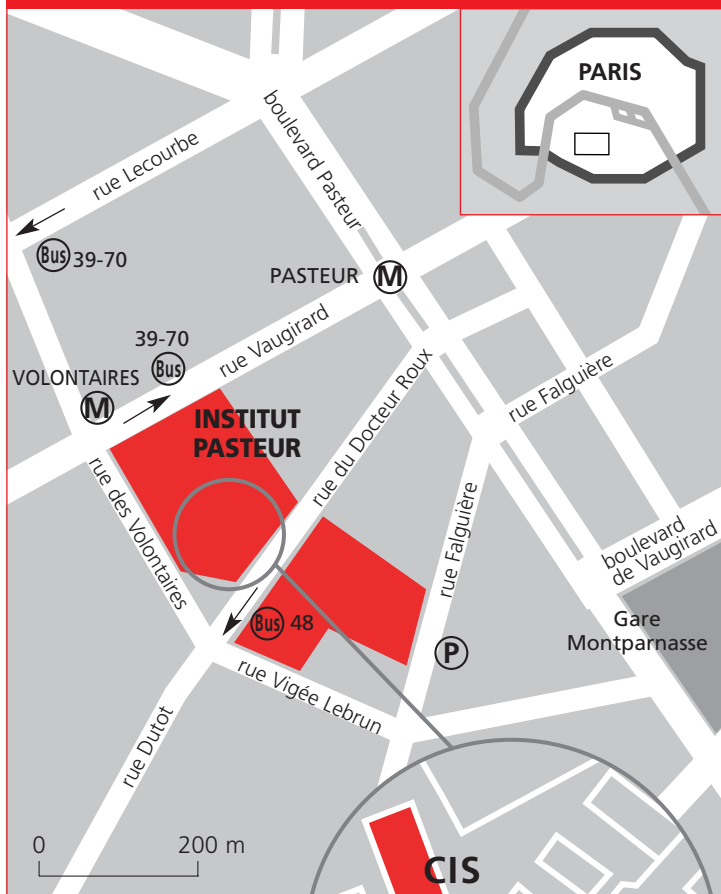 PARIS
boulevard Pasteur
rue Lecourbe
Bus 39-70
PASTEUR M
39-70
Bus
rue Vaugirard
VOLONTAIRES
M
INSTITUT
PASTEUR
rue du Docteur Roux
rue Falguière
rue des Volontaires
rue Falguière
boulevard
de Vaugirard
Gare
Montparnasse
Bus 48
P
rue Vigée Lebrun
rue Dutot
0 200 m
CIS